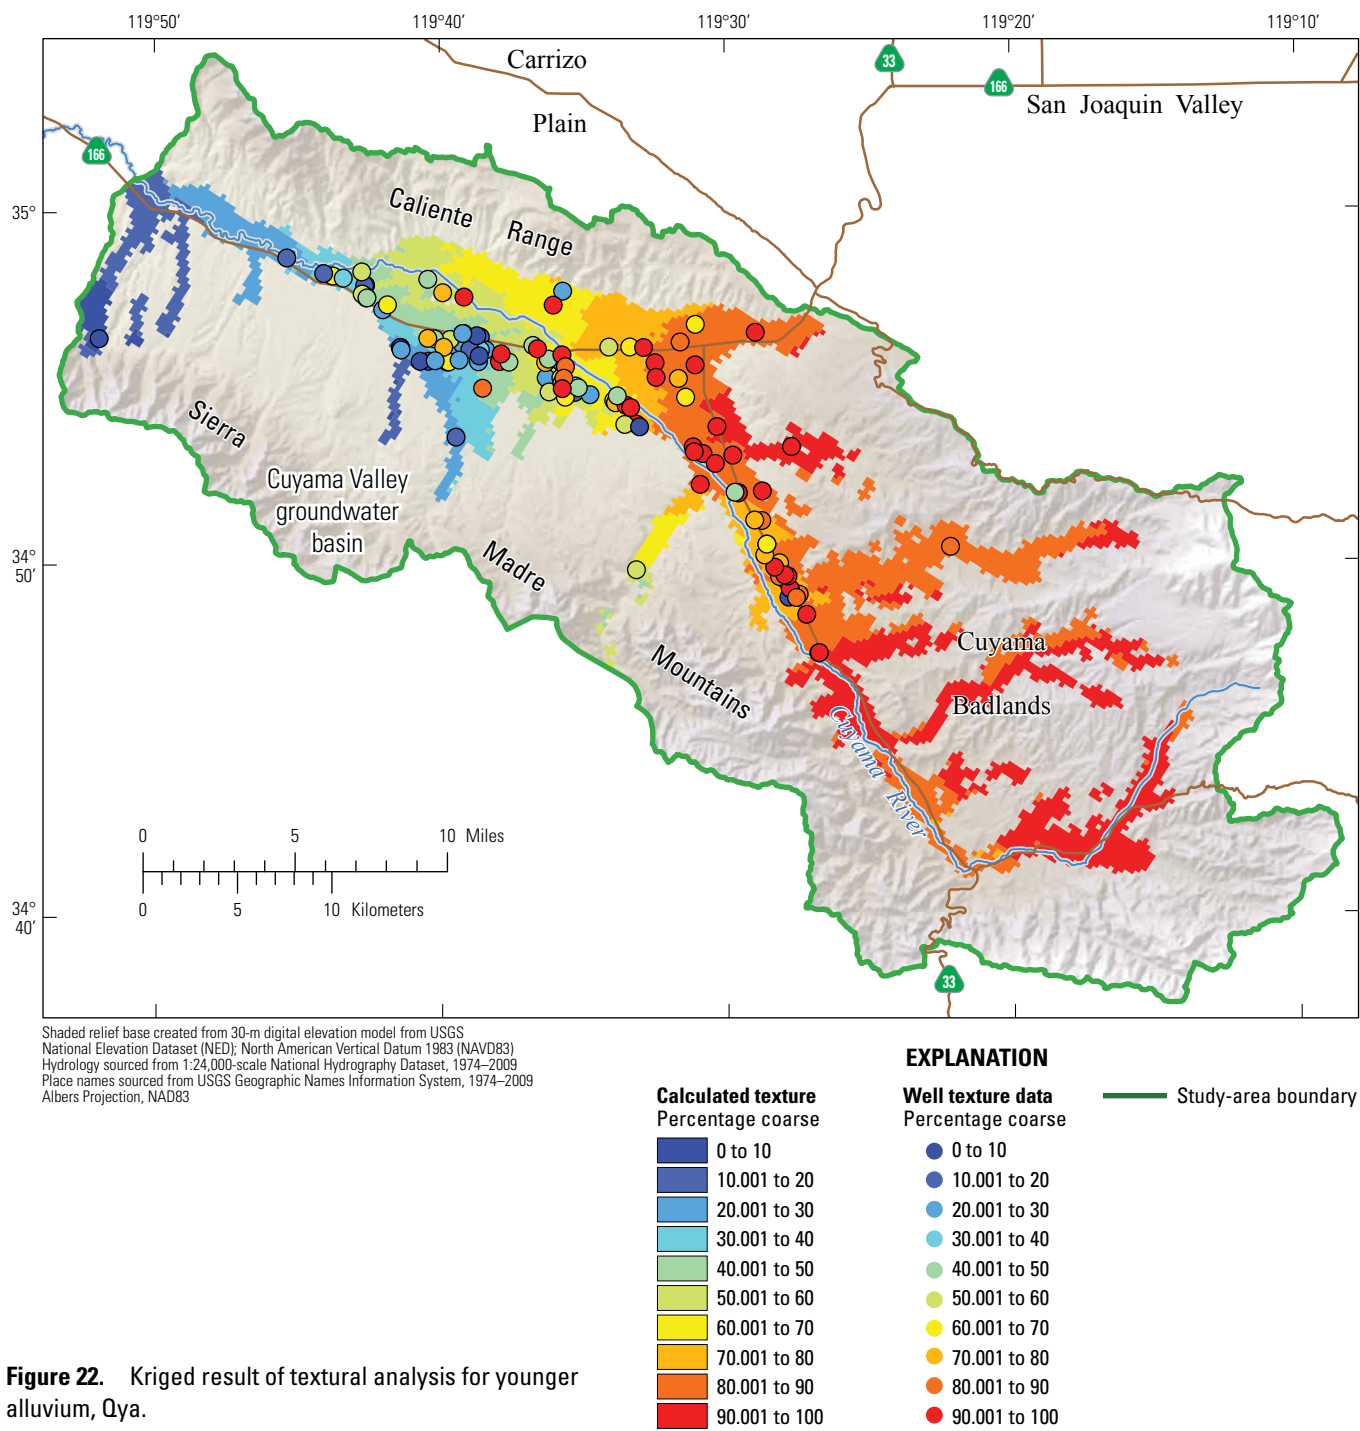 119°50′
119°40′
119°30′
119°20′
119°10′
Carrizo
Plain
33
166
San Joaquin Valley
166
35°
Caliente Range
Sierra
Cuyama Valley
groundwater
basin
Madre
34°
50′
Mountains
Cuyama
Badlands
Cuyama River
0 5 10 Miles
0 5 10 Kilometers
34°
40′
33
Shaded relief base created from 30-m digital elevation model from USGS
National Elevation Dataset (NED); North American Vertical Datum 1983 (NAVD83)
Hydrology sourced from 1:24,000-scale National Hydrography Dataset, 1974–2009
Place names sourced from USGS Geographic Names Information System, 1974–2009
Albers Projection, NAD83
EXPLANATION
Calculated texture
Percentage coarse
0 to 10
10.001 to 20
20.001 to 30
30.001 to 40
40.001 to 50
50.001 to 60
60.001 to 70
70.001 to 80
80.001 to 90
90.001 to 100
Well texture data
Percentage coarse
0 to 10
10.001 to 20
20.001 to 30
30.001 to 40
40.001 to 50
50.001 to 60
60.001 to 70
70.001 to 80
80.001 to 90
90.001 to 100
Study-area boundary
Figure 22. Kriged result of textural analysis for younger
alluvium, Qya.